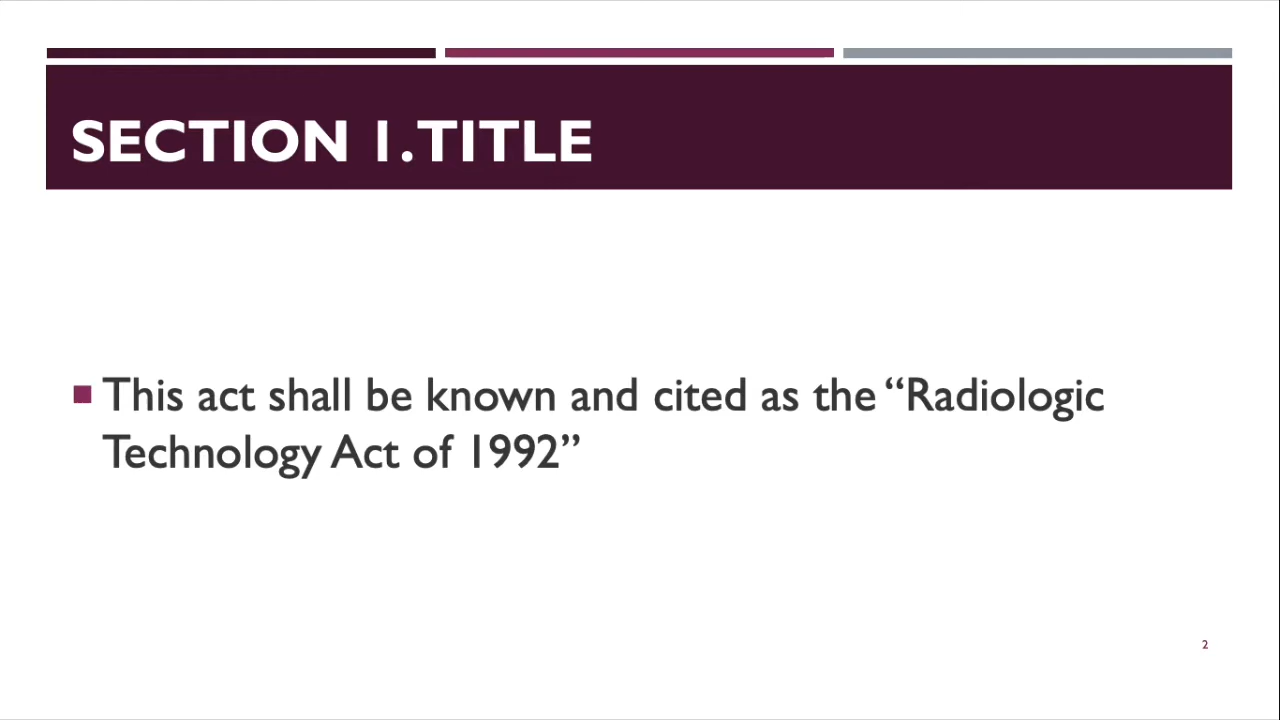 SECTION 1. TITLE
This act shall be known and cited as the “Radiologic
Technology Act of 1992”
2